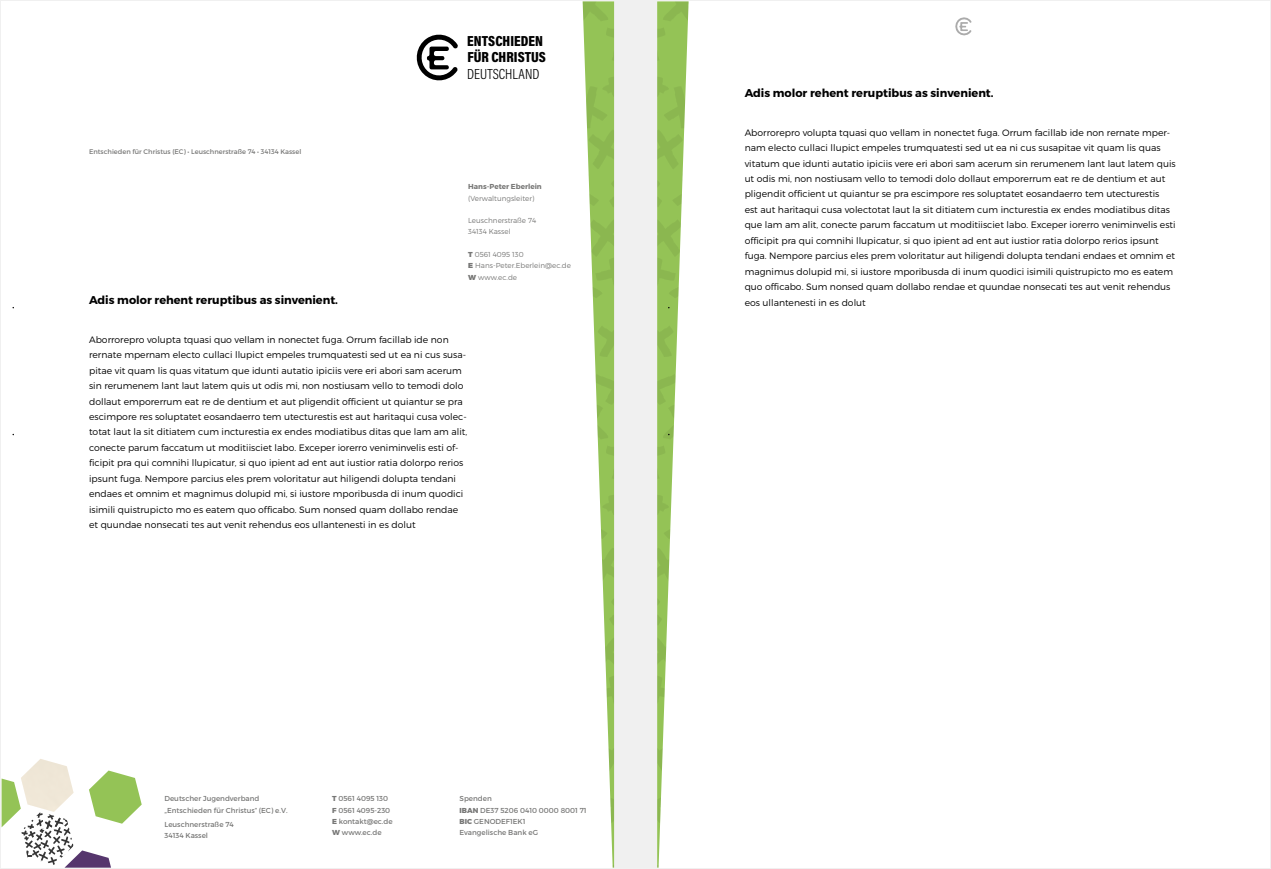 ENTSCHIEDEN
FÜR CHRISTUS
DEUTSCHLAND
Entschieden für Christus (EC) • Leuschnerstraße 74 • 34134 Kassel
Hans-Peter Eberlein
(Verwaltungsleiter)
Leuschnerstraße 74
34134 Kassel
T 0561 4095 130
E Hans-Peter.Eberlein@ec.de
W www.ec.de
Adis molor rehent reruptibus as sinvenient.
Aborrorepro volupta tquasi quo vellam in nonectet fuga. Orrum facillab ide non
rernate mpernam electo cullaci llupict empeles trumquatesti sed ut ea ni cus susa-
pitae vit quam lis quas vitatum que idunti autatio ipiciis vere eri abori sam acerum
sin rerumenem lant laut latem quis ut odis mi, non nostiusam vello to temodi dolo
dollaut emporerrum eat re de dentium et aut pligendit officient ut quiantur se pra
escimpore res soluptatet eosandaerro tem utecturestis est aut haritaqui cusa volec-
totat laut la sit ditiatem cum incturestia ex endes modiatibus ditas que lam am alit,
conecte parum faccatum ut moditiisciet labo. Exceper iorerro veniminvelis esti of-
ficipit pra qui comnihi llupicatur, si quo ipient ad ent aut iustior ratia dolorpo rerios
ipsunt fuga. Nempore parcius eles prem voloritatur aut hiligendi dolupta tendani
endaes et omnim et magnimus dolupid mi, si iustore mporibusda di inum quodici
isimili quistrupicto mo es eatem quo officabo. Sum nonsed quam dollabo rendae
et quundae nonsecati tes aut venit rehendus eos ullantenesti in es dolut
Deutscher Jugendverband
„Entschieden für Christus" (EC) e.V.
Leuschnerstraße 74
34134 Kassel
T 0561 4095 130
F 0561 4095-230
E kontakt@ec.de
W www.ec.de
Spenden
IBAN DE37 5206 0410 0000 8001 71
BIC GENODEF1EK1
Evangelische Bank eG
Adis molor rehent reruptibus as sinvenient.
Aborrorepro volupta tquasi quo vellam in nonectet fuga. Orrum facillab ide non rernate mper-
nam electo cullaci llupict empeles trumquatesti sed ut ea ni cus susapitae vit quam lis quas
vitatum que idunti autatio ipiciis vere eri abori sam acerum sin rerumenem lant laut latem quis
ut odis mi, non nostiusam vello to temodi dolo dollaut emporerrum eat re de dentium et aut
pligendit officient ut quiantur se pra escimpore res soluptatet eosandaerro tem utecturestis
est aut haritaqui cusa volectotat laut la sit ditiatem cum incturestia ex endes modiatibus ditas
que lam am alit, conecte parum faccatum ut moditiisciet labo. Exceper iorerro veniminvelis esti
officipit pra qui comnihi llupicatur, si quo ipient ad ent aut iustior ratia dolorpo rerios ipsunt
fuga. Nempore parcius eles prem voloritatur aut hiligendi dolupta tendani endaes et omnim et
magnimus dolupid mi, si iustore mporibusda di inum quodici isimili quistrupicto mo es eatem
quo officabo. Sum nonsed quam dollabo rendae et quundae nonsecati tes aut venit rehendus
eos ullantenesti in es dolut